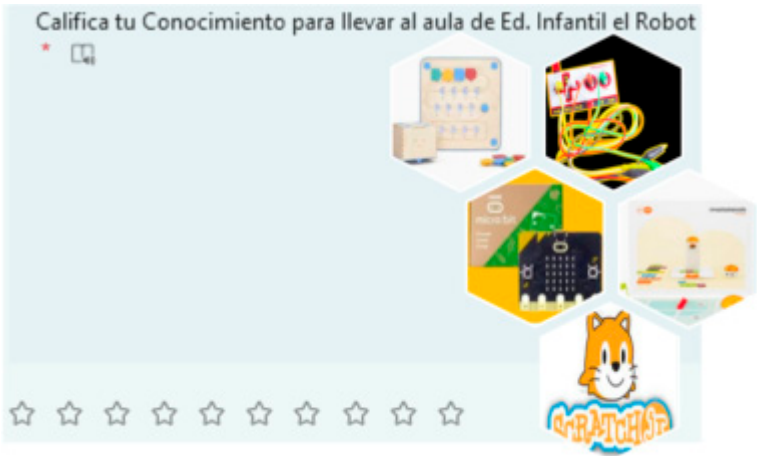 Califica tu Conocimiento para llevar al aula de Ed. Infantil el Robot
*
micro:bit
SCRATCHJr